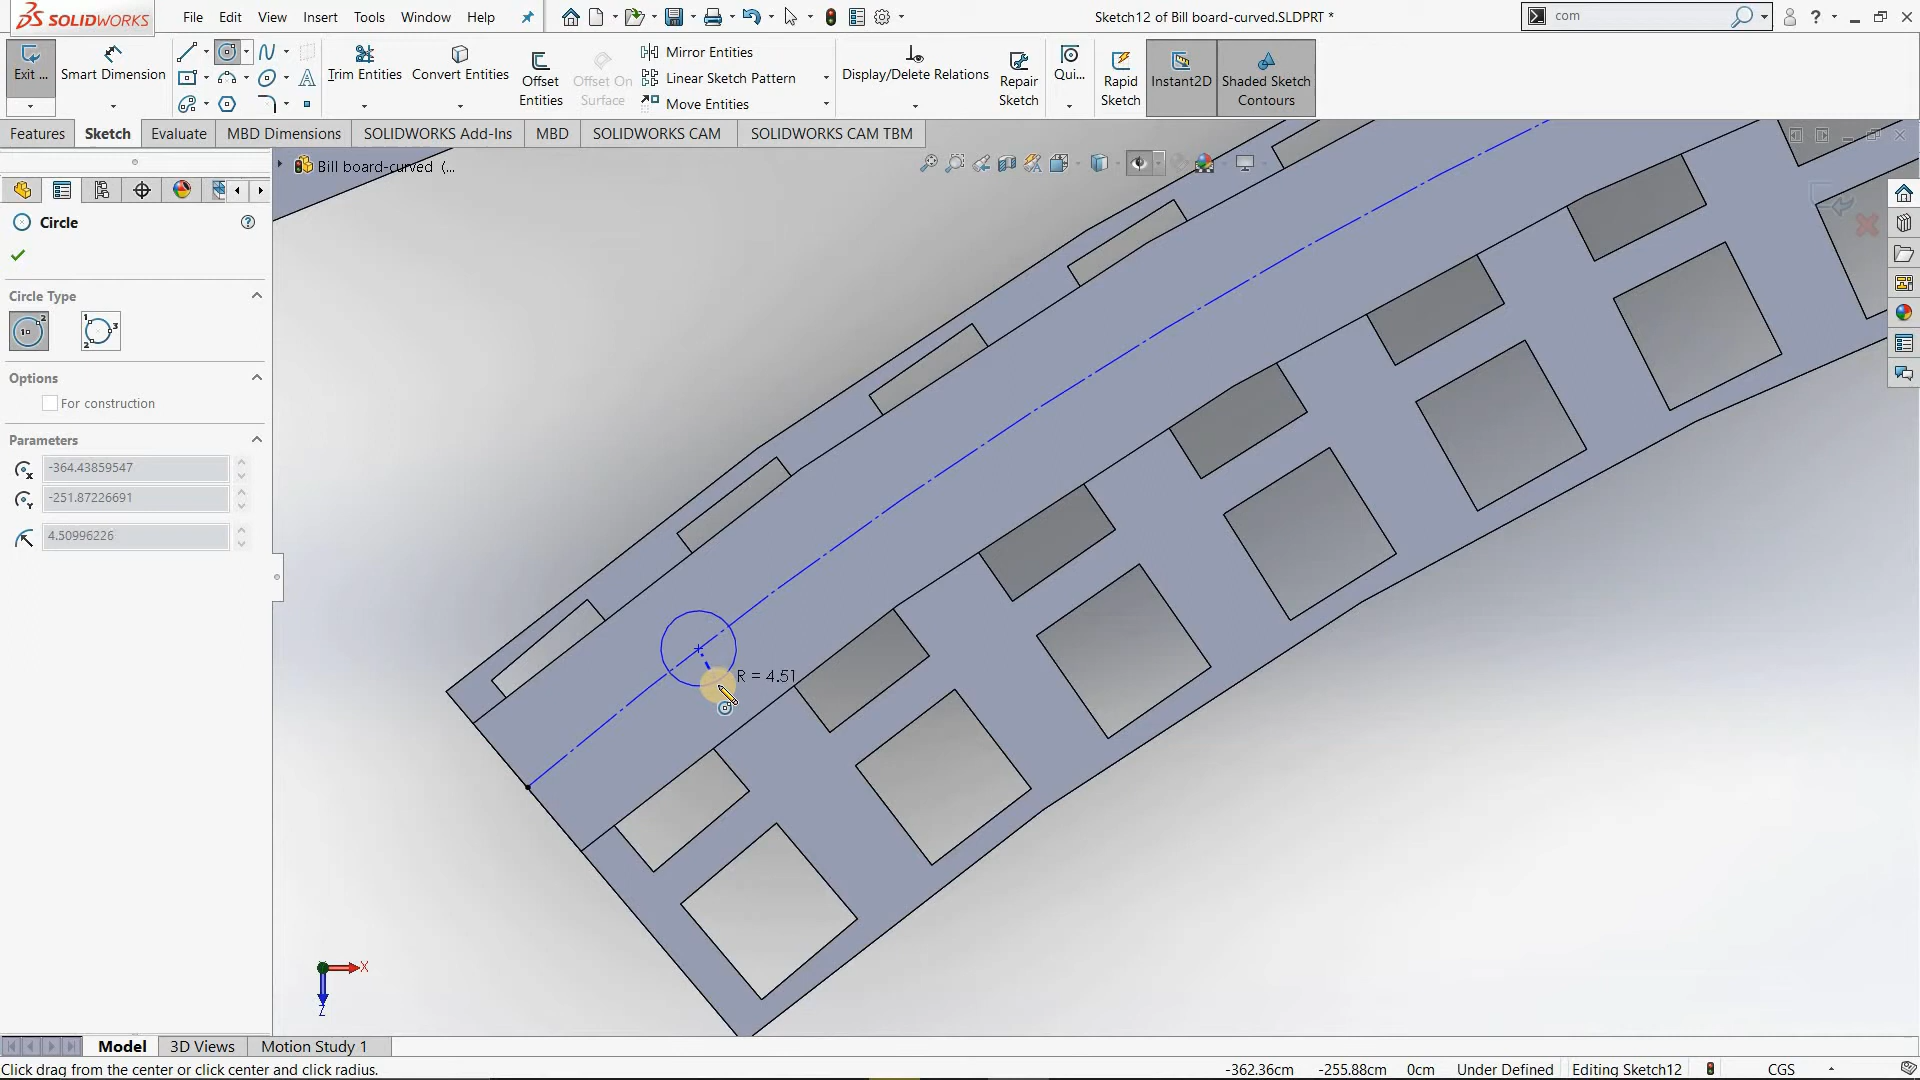 SOLIDWORKS
File Edit View Insert Tools Window Help
Sketch12 of Bill board-curved.SLDPRT *
com
Exit ...
Smart Dimension
Trim Entities
Convert Entities
Offset Entities
Offset On Surface
Mirror Entities
Linear Sketch Pattern
Move Entities
Display/Delete Relations
Repair Sketch
Qui...
Rapid Sketch
Instant2D
Shaded Sketch Contours
Features Sketch Evaluate MBD Dimensions SOLIDWORKS Add-Ins MBD SOLIDWORKS CAM SOLIDWORKS CAM TBM
Bill board-curved (...
Circle
Circle Type
Options
For construction
Parameters
-364.43859547
-251.87226691
4.50996226
R = 4.51
X
Z
Model 3D Views Motion Study 1
Click drag from the center or click center and click radius.
-362.36cm -255.88cm 0cm Under Defined Editing Sketch12 CGS